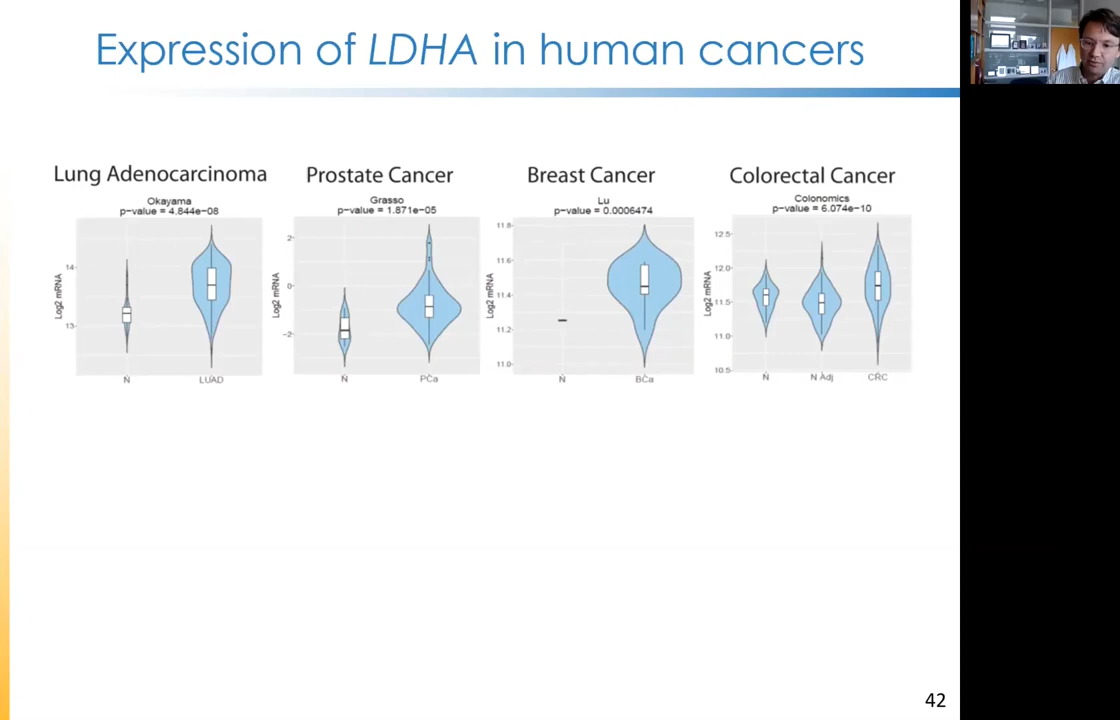 Expression of LDHA in human cancers
Lung Adenocarcinoma
Okayama
p-value = 4.844e-08
Log2 mRNA
14
13
N
LUAD
Prostate Cancer
Grasso
p-value = 1.871e-05
Log2 mRNA
2
0
-2
N
PCa
Breast Cancer
Lu
p-value = 0.0006474
Log2 mRNA
11.8
11.6
11.4
11.2
11.0
N
BCa
Colorectal Cancer
Colonomics
p-value = 6.074e-10
Log2 mRNA
12.5
12.0
11.5
11.0
10.5
N
N Adj
CRC
42